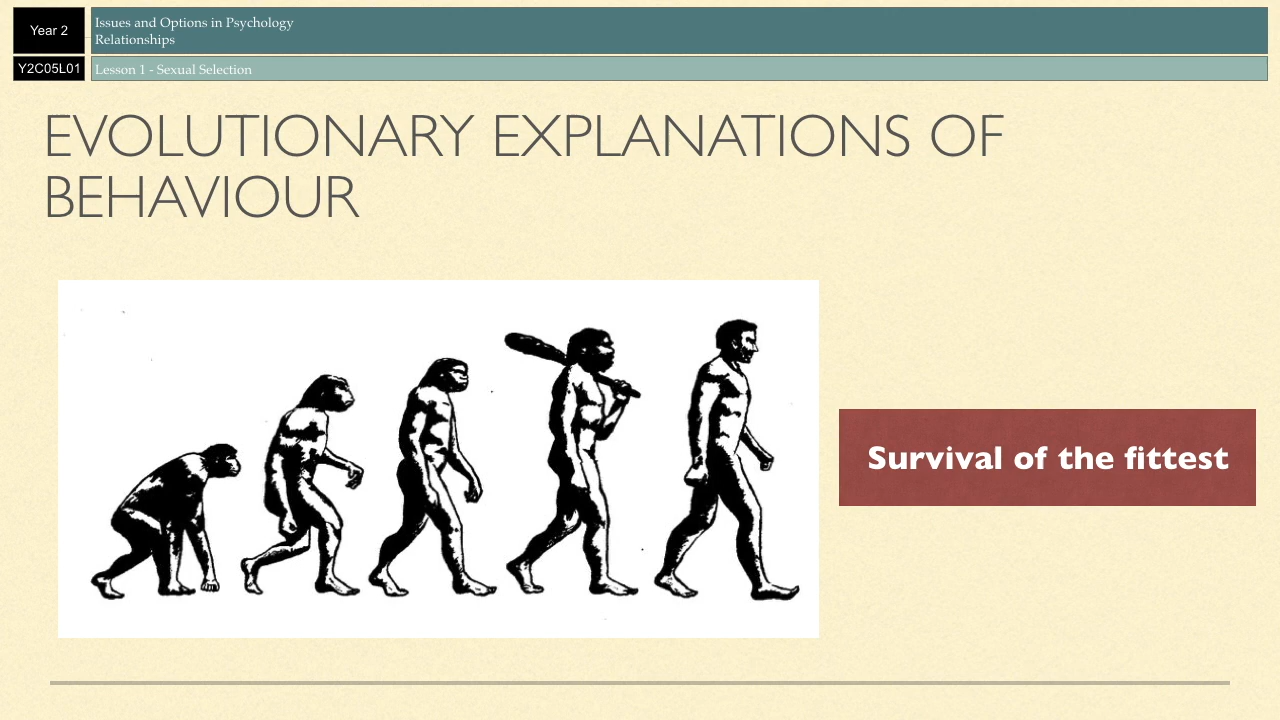 Year 2
Issues and Options in Psychology
Relationships
Y2C05L01
Lesson 1 - Sexual Selection
EVOLUTIONARY EXPLANATIONS OF
BEHAVIOUR
Survival of the fittest